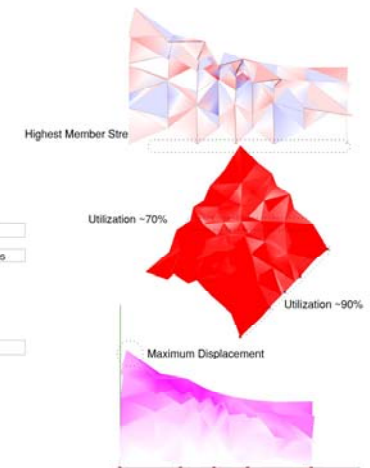 Highest Member Stre
Utilization ~70%
s
Utilization ~90%
Maximum Displacement